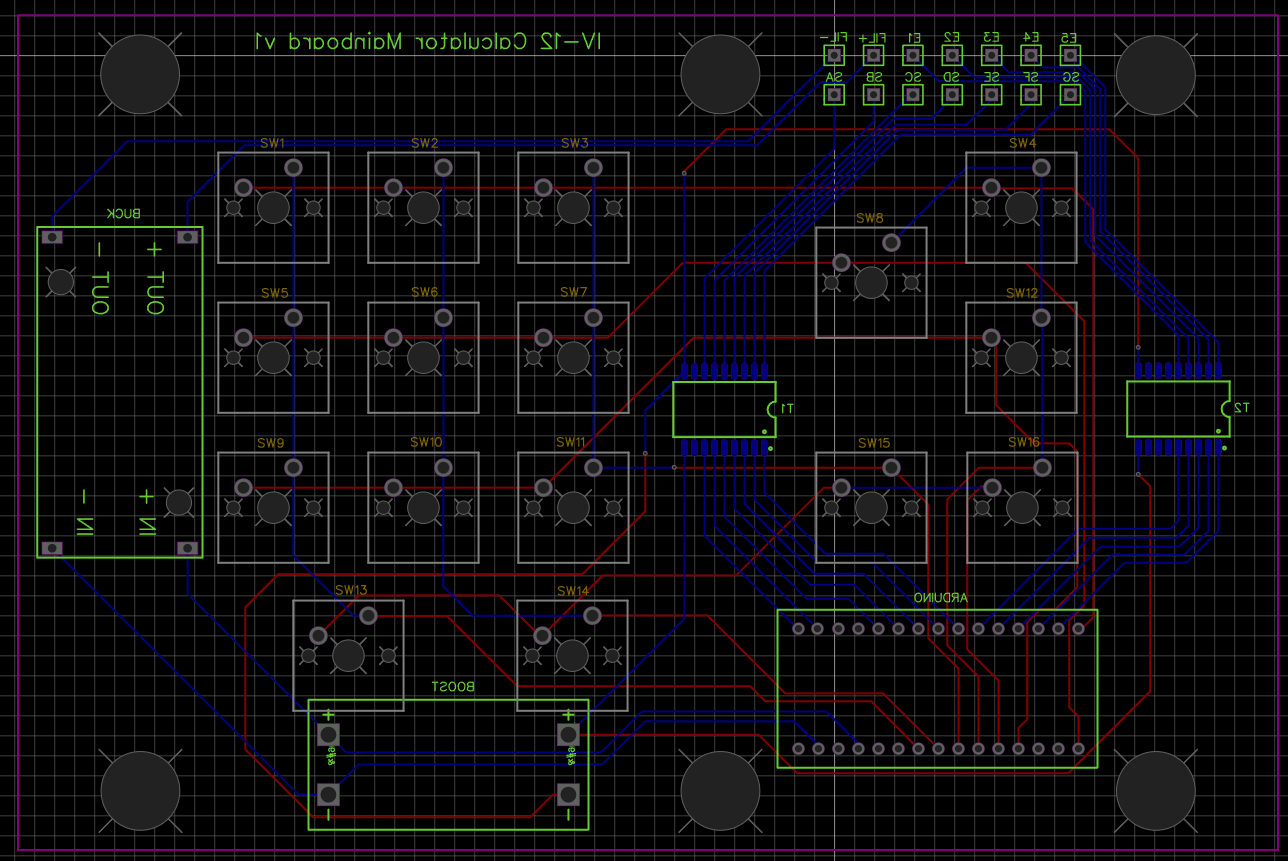 IV-12 Calculator Mainboard v1
FIL- FIL+ E1 E2 E3 E4 E5
SA SB SC SD SE SF SG
SW1 SW2 SW3 SW4
BUCK
SW8
- +
OUT OUT
SW5 SW6 SW7 SW12
T1 T2
SW9 SW10 SW11 SW15 SW16
- +
IN IN
SW13 SW14
ARDUINO
BOOST
+ +
- -